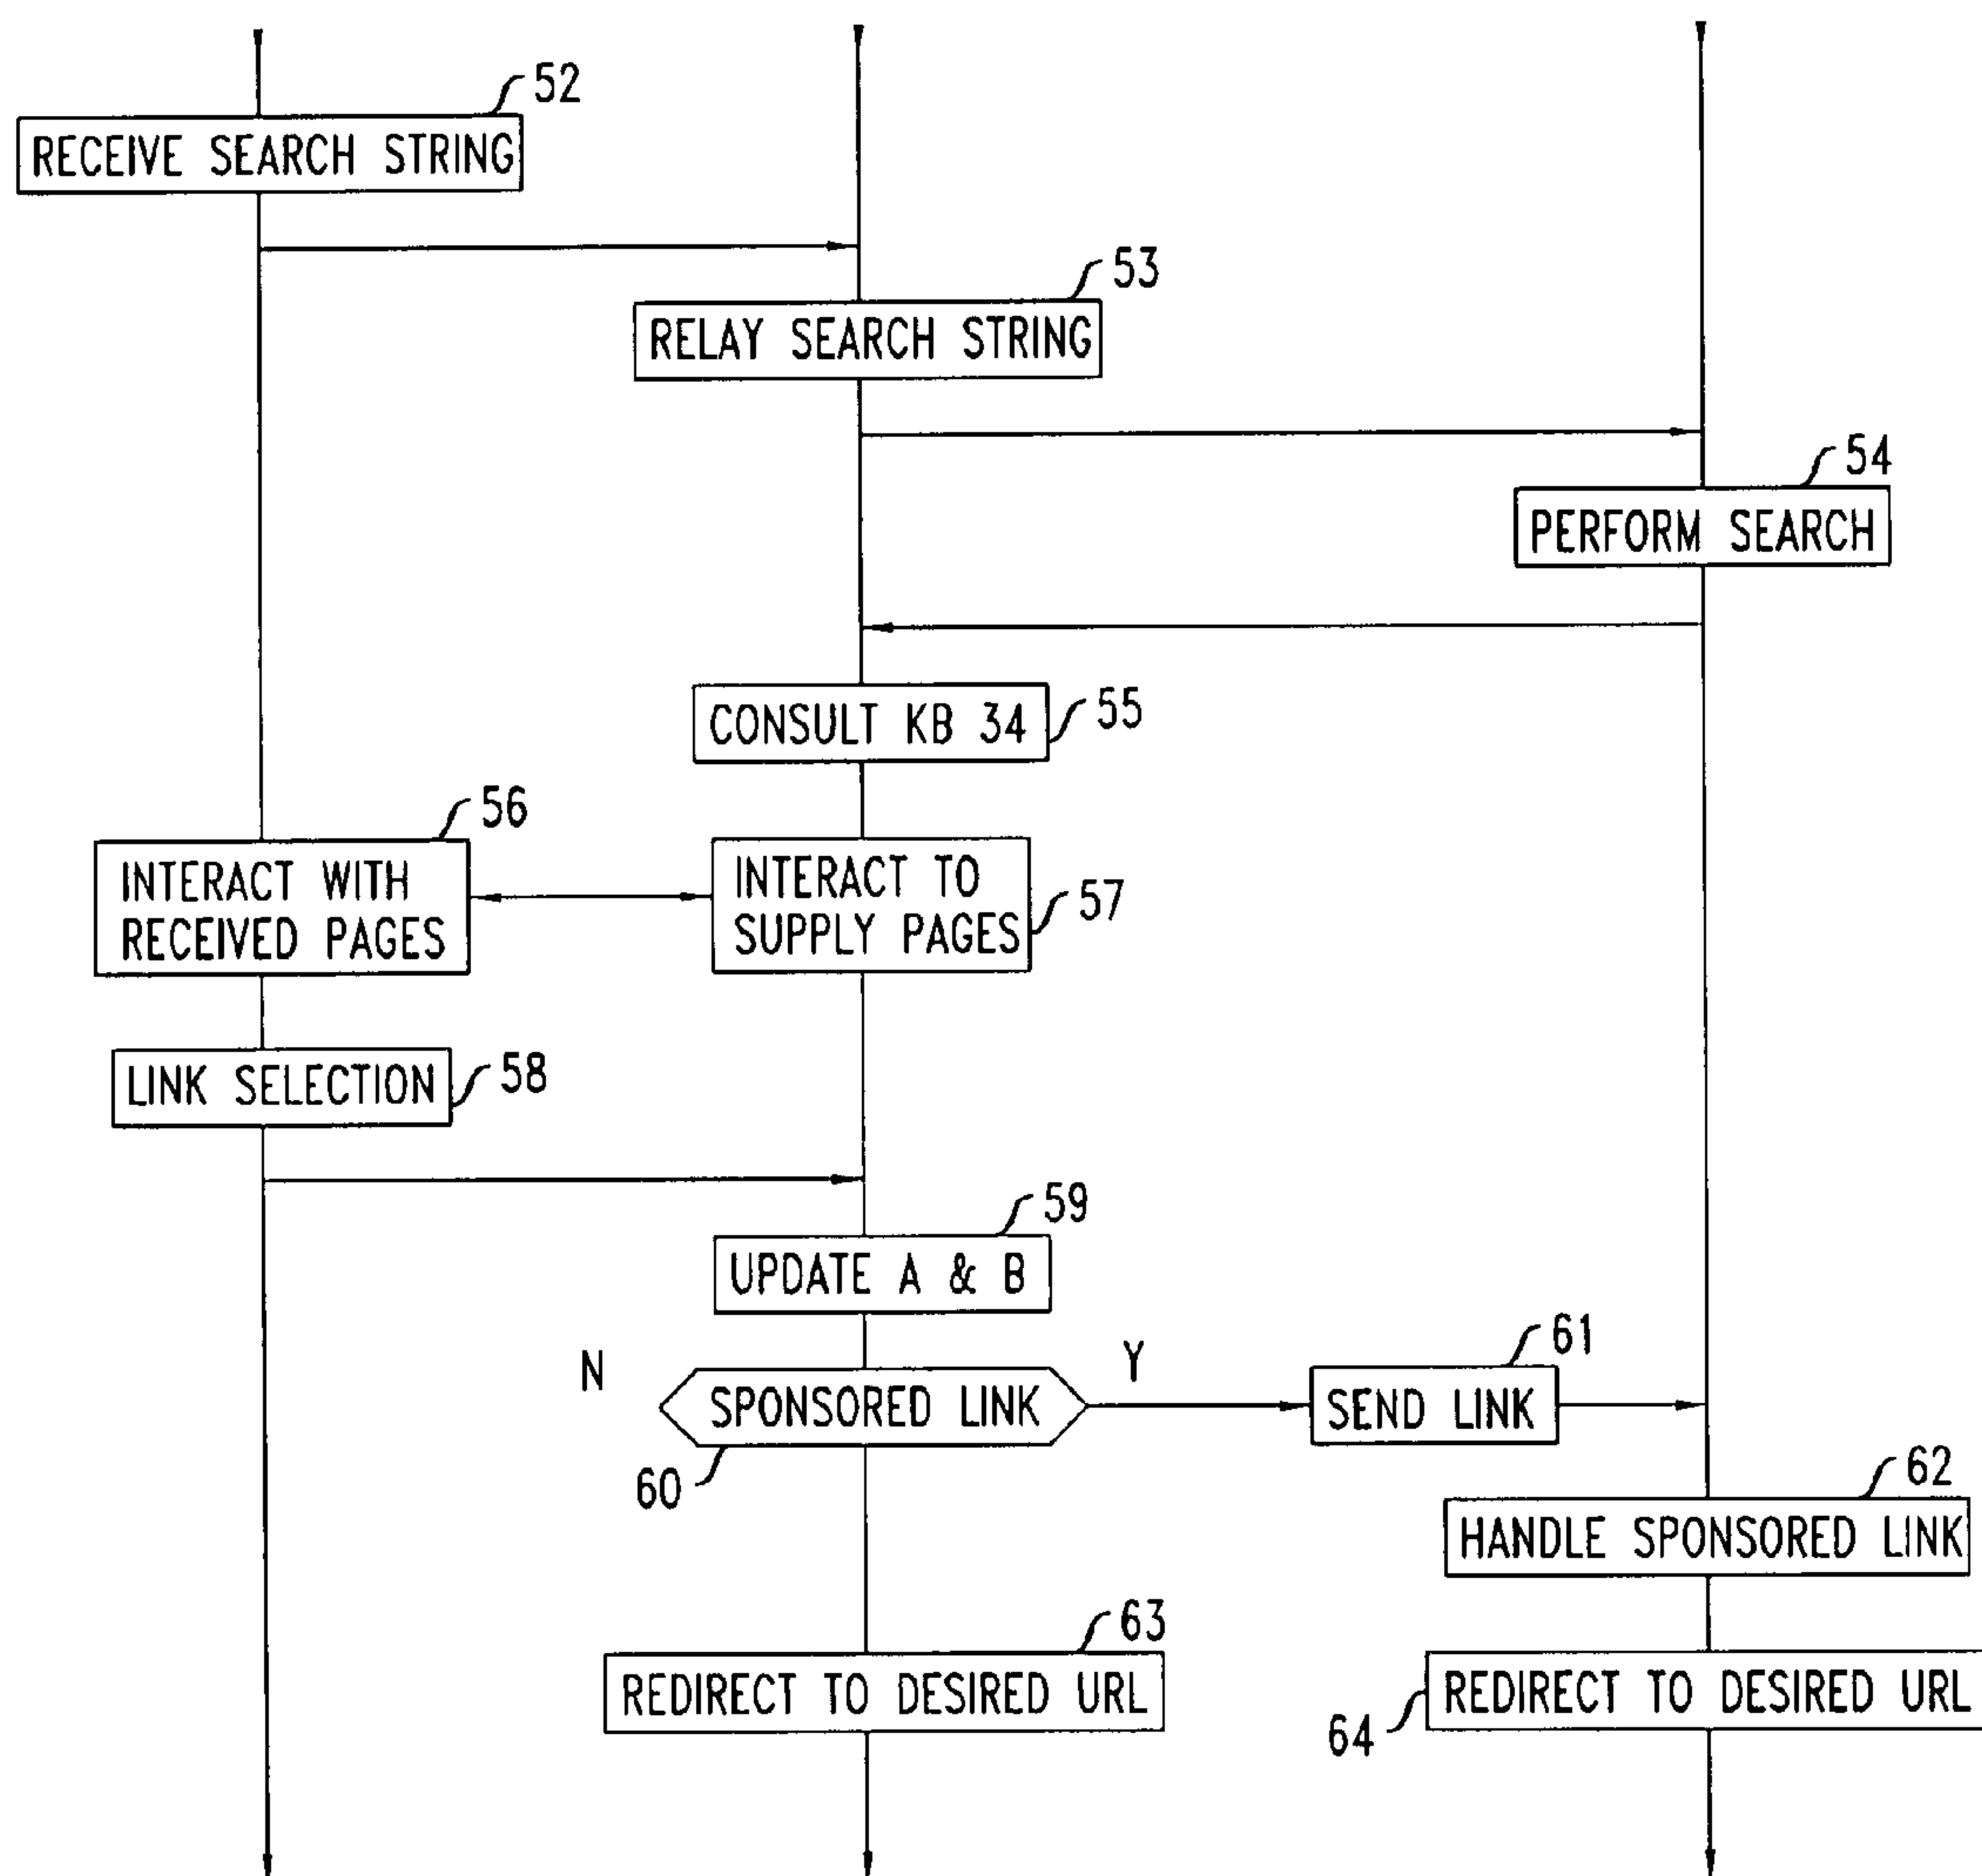 52
RECEIVE SEARCH STRING
53
RELAY SEARCH STRING
54
PERFORM SEARCH
CONSULT KB 34
55
56
INTERACT WITH
RECEIVED PAGES
INTERACT TO
SUPPLY PAGES
57
LINK SELECTION
58
59
UPDATE A & B
N
SPONSORED LINK
Y
60
61
SEND LINK
62
HANDLE SPONSORED LINK
63
REDIRECT TO DESIRED URL
REDIRECT TO DESIRED URL
64